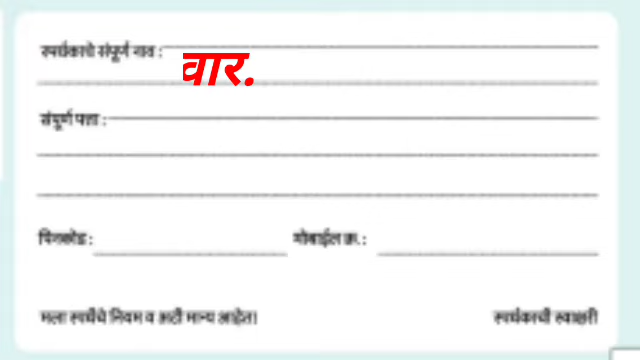 स्पर्धकाचे संपूर्ण नाव :
वार.
संपूर्ण पत्ता :
पिनकोड :
मोबाईल क्र. :
मला स्पर्धेचे नियम व अटी मान्य आहेत।
स्पर्धकाची स्वाक्षरी